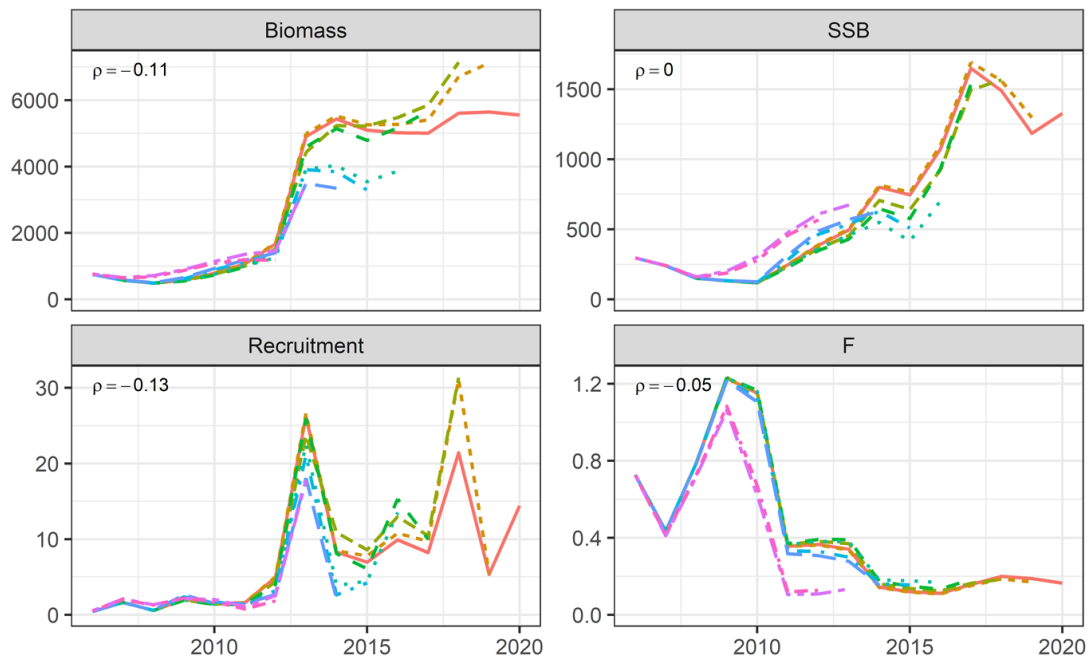 Biomass
SSB
ρ = −0.11
ρ = 0
6000
4000
2000
0
1500
1000
500
0
Recruitment
F
ρ = −0.13
ρ = −0.05
30
20
10
0
1.2
0.8
0.4
0.0
2010
2015
2020
2010
2015
2020